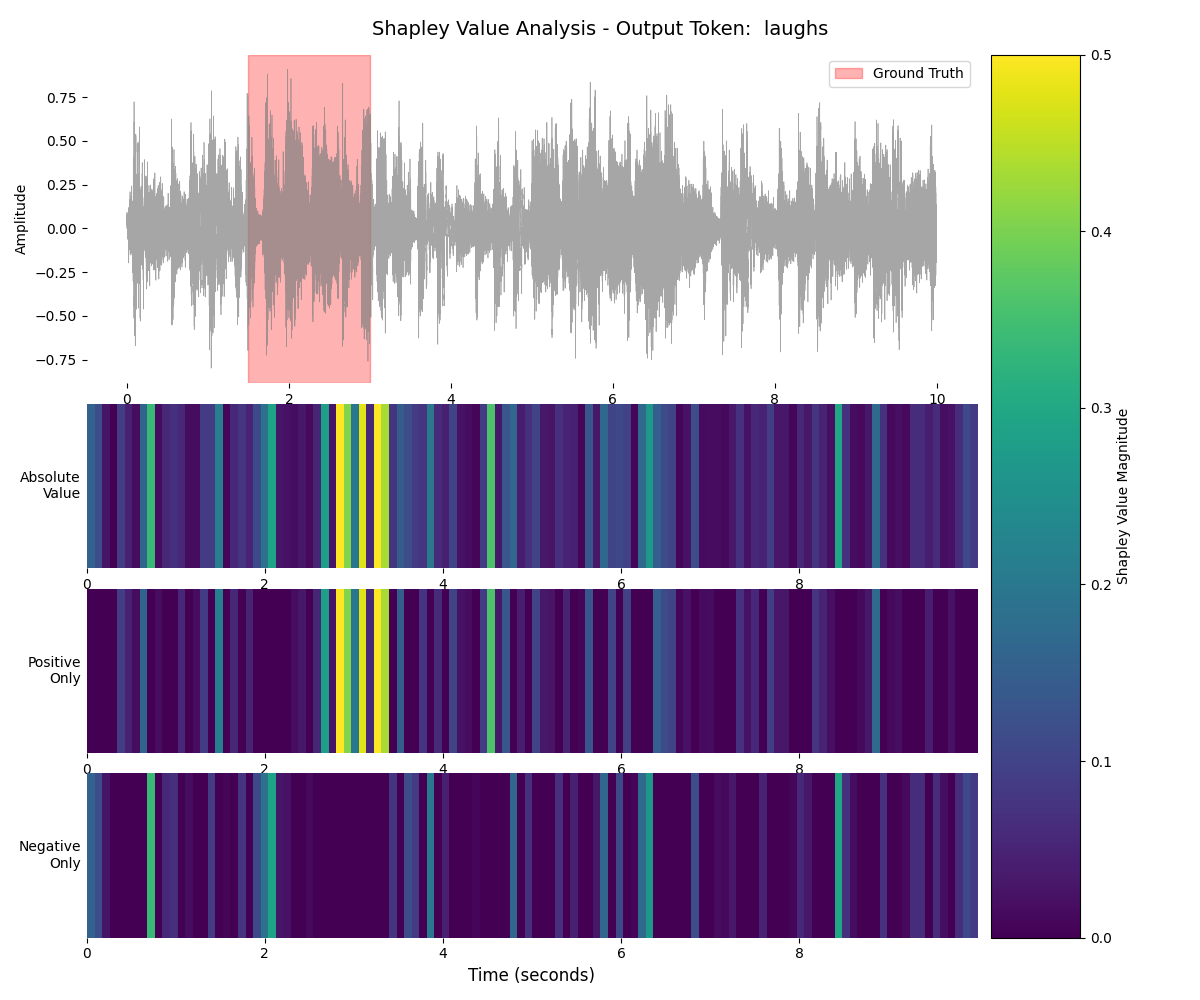 Shapley Value Analysis - Output Token:  laughs
Ground Truth
Amplitude
0.75
0.50
0.25
0.00
−0.25
−0.50
−0.75
0 2 4 6 8 10
Absolute
Value
0 2 4 6 8
Positive
Only
0 2 4 6 8
Negative
Only
0 2 4 6 8
Time (seconds)
0.5
0.4
0.3
0.2
0.1
0.0
Shapley Value Magnitude